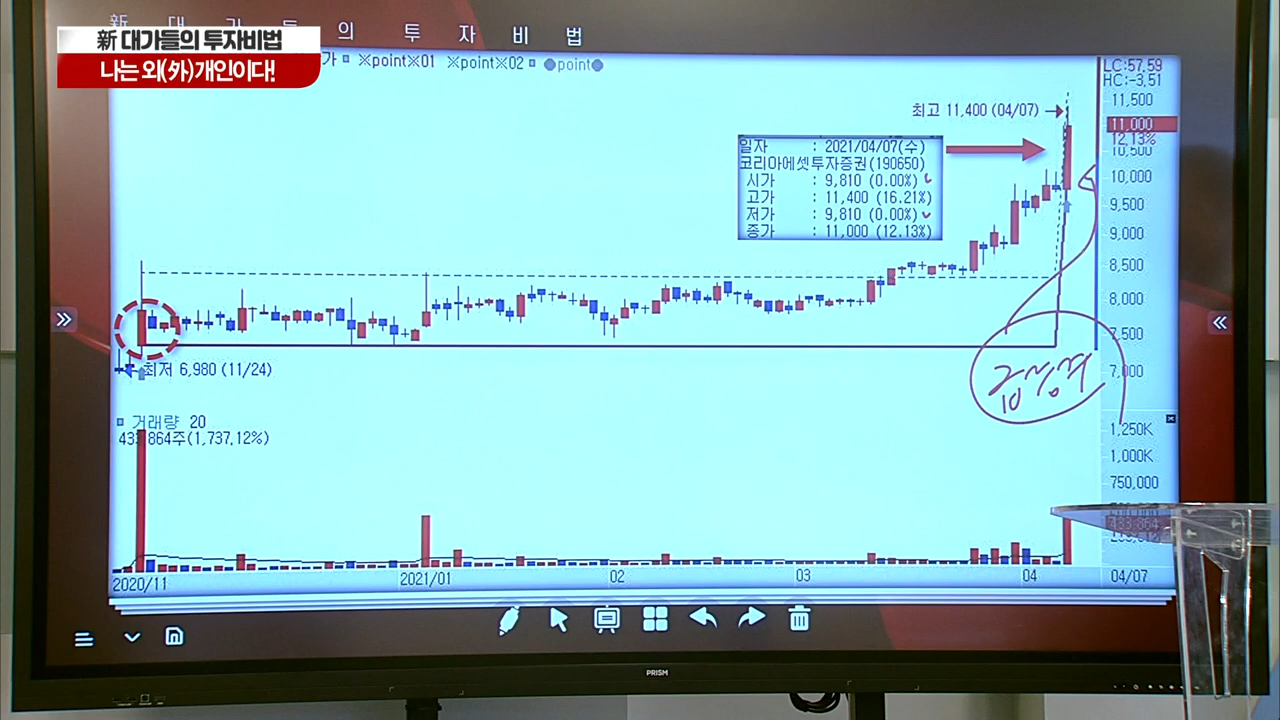 新 대가들의 투자비법
新 대가들의 투자비법
나는 외(外)개인이다!
가 ※point※01 ※point※02 ●point●
LC:57,59
HC:-3,51
최고 11,400 (04/07)
11,500
11,000
12,13%
10,500
10,000
9,500
9,000
8,500
8,000
7,500
7,000
일자 : 2021/04/07(수)
코리아에셋투자증권(190650)
시가 : 9,810 (0.00%)
고가 : 11,400 (16.21%)
저가 : 9,810 (0.00%)
종가 : 11,000 (12.13%)
최저 6,980 (11/24)
거래량 20
433,864주(1,737.12%)
1,250K
1,000K
750,000
433,864
2020/11 2021/01 02 03 04 04/07
PRISM